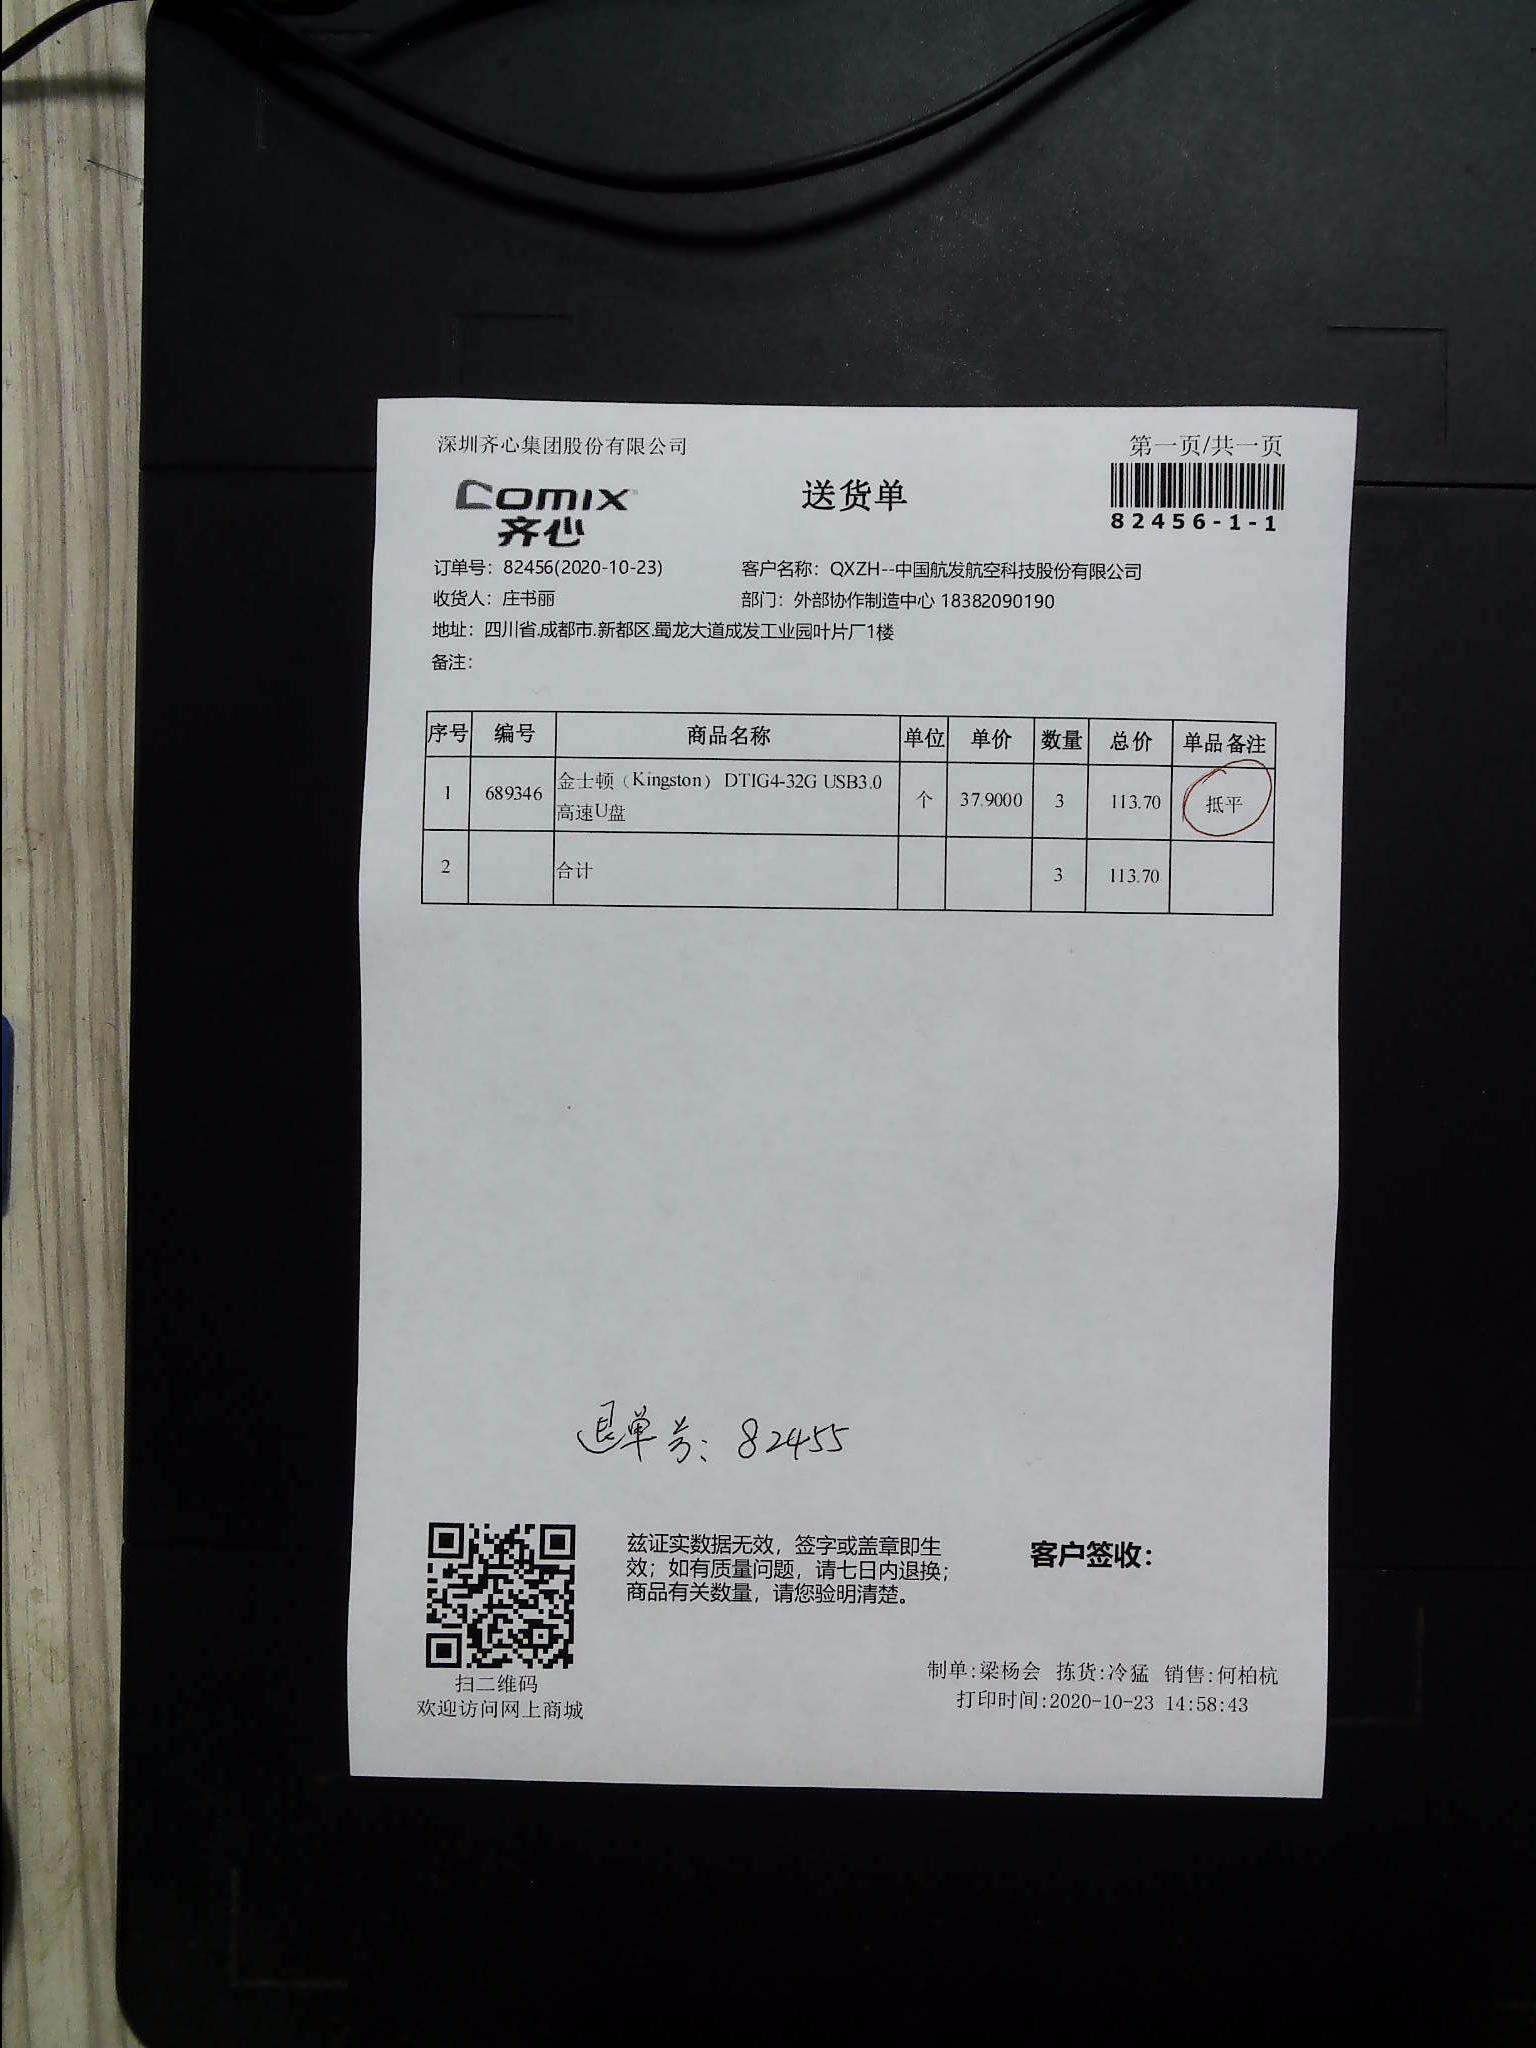 深圳齐心集团股份有限公司
第一页/共一页
COMIX
齐心
送货单
82456-1-1
订单号：82456(2020-10-23) 客户名称：QXZH--中国航发航空科技股份有限公司
收货人：庄书丽 部门：外部协作制造中心 18382090190
地址：四川省.成都市.新都区.蜀龙大道成发工业园叶片厂1楼
备注：
序号 编号 商品名称 单位 单价 数量 总价 单品备注
1 689346 金士顿（Kingston） DTIG4-32G USB3.0 个 37.9000 3 113.70 抵平
高速U盘
2 合计 3 113.70
退单号：82455
兹证实数据无效，签字或盖章即生
效；如有质量问题，请七日内退换；
商品有关数量，请您验明清楚。
客户签收：
扫二维码
欢迎访问网上商城
制单:梁杨会 拣货:冷猛 销售:何柏杭
打印时间:2020-10-23 14:58:43